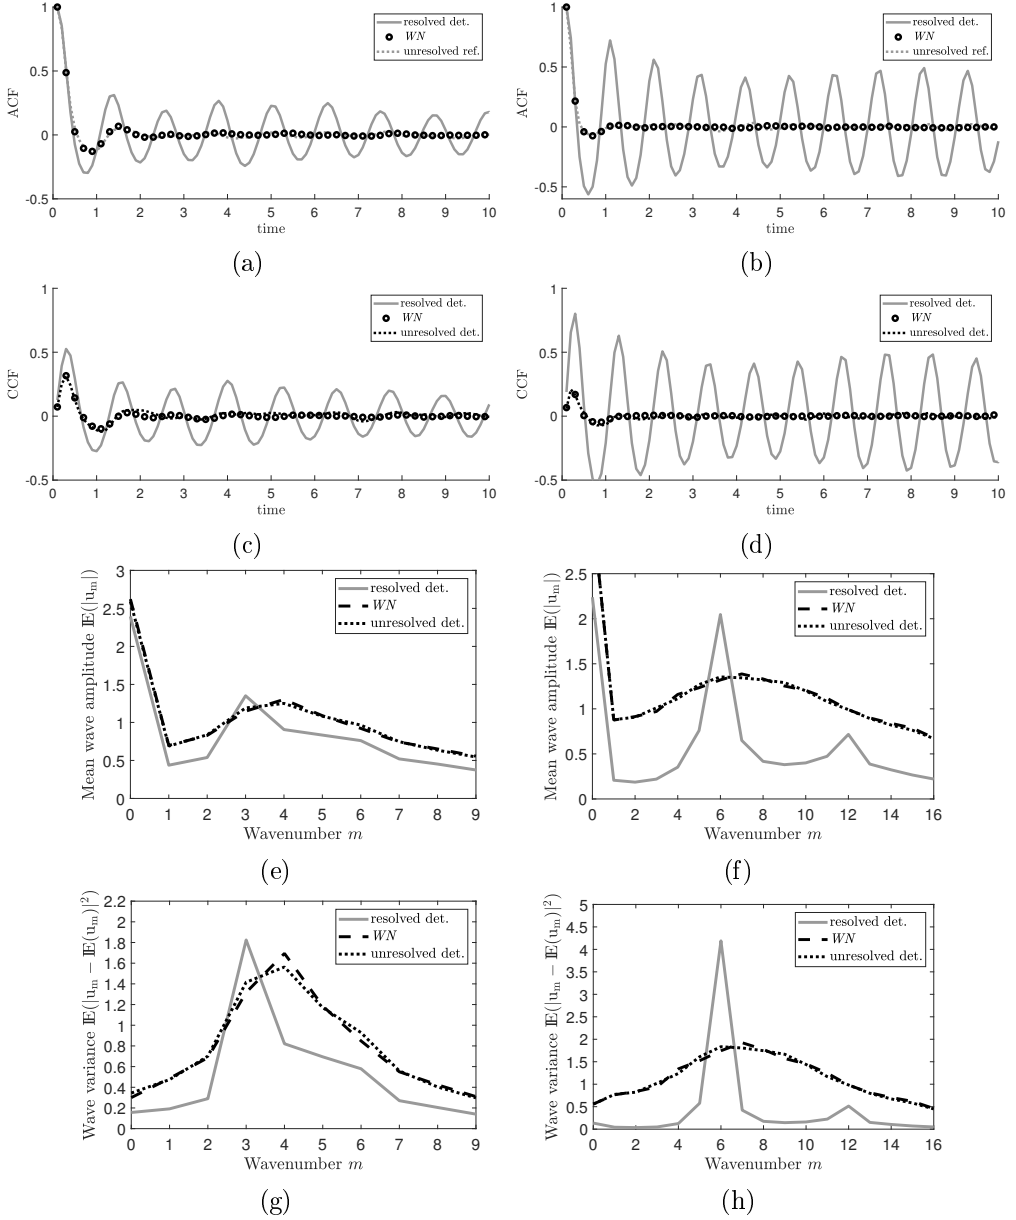 1
0.5
0
-0.5
ACF
0 1 2 3 4 5 6 7 8 9 10
time
resolved det.
WN
unresolved ref.
(a)
1
0.5
0
-0.5
ACF
0 1 2 3 4 5 6 7 8 9 10
time
resolved det.
WN
unresolved ref.
(b)
1
0.5
0
-0.5
CCF
0 1 2 3 4 5 6 7 8 9 10
time
resolved det.
WN
unresolved det.
(c)
1
0.5
0
-0.5
CCF
0 1 2 3 4 5 6 7 8 9 10
time
resolved det.
WN
unresolved det.
(d)
3
2.5
2
1.5
1
0.5
0
Mean wave amplitude 𝔼(|u_m|)
0 1 2 3 4 5 6 7 8 9
Wavenumber m
resolved det.
WN
unresolved det.
(e)
2.5
2
1.5
1
0.5
0
Mean wave amplitude 𝔼(|u_m|)
0 2 4 6 8 10 12 14 16
Wavenumber m
resolved det.
WN
unresolved det.
(f)
2.2
2
1.8
1.6
1.4
1.2
1
0.8
0.6
0.4
0.2
0
Wave variance 𝔼(|u_m − 𝔼(u_m)|²)
0 1 2 3 4 5 6 7 8 9
Wavenumber m
resolved det.
WN
unresolved det.
(g)
5
4.5
4
3.5
3
2.5
2
1.5
1
0.5
0
Wave variance 𝔼(|u_m − 𝔼(u_m)|²)
0 2 4 6 8 10 12 14 16
Wavenumber m
resolved det.
WN
unresolved det.
(h)